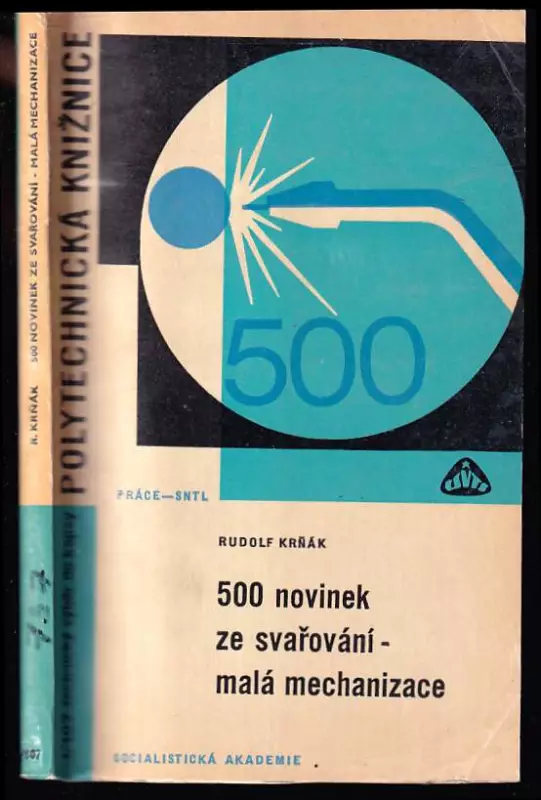 R. KRŇÁK 500 NOVINEK ZE SVAŘOVÁNÍ - MALÁ MECHANIZACE
POLYTECHNICKÁ KNIŽNICE
500
PRÁCE—SNTL
RUDOLF KRŇÁK
500 novinek
ze svařování -
malá mechanizace
SOCIALISTICKÁ AKADEMIE